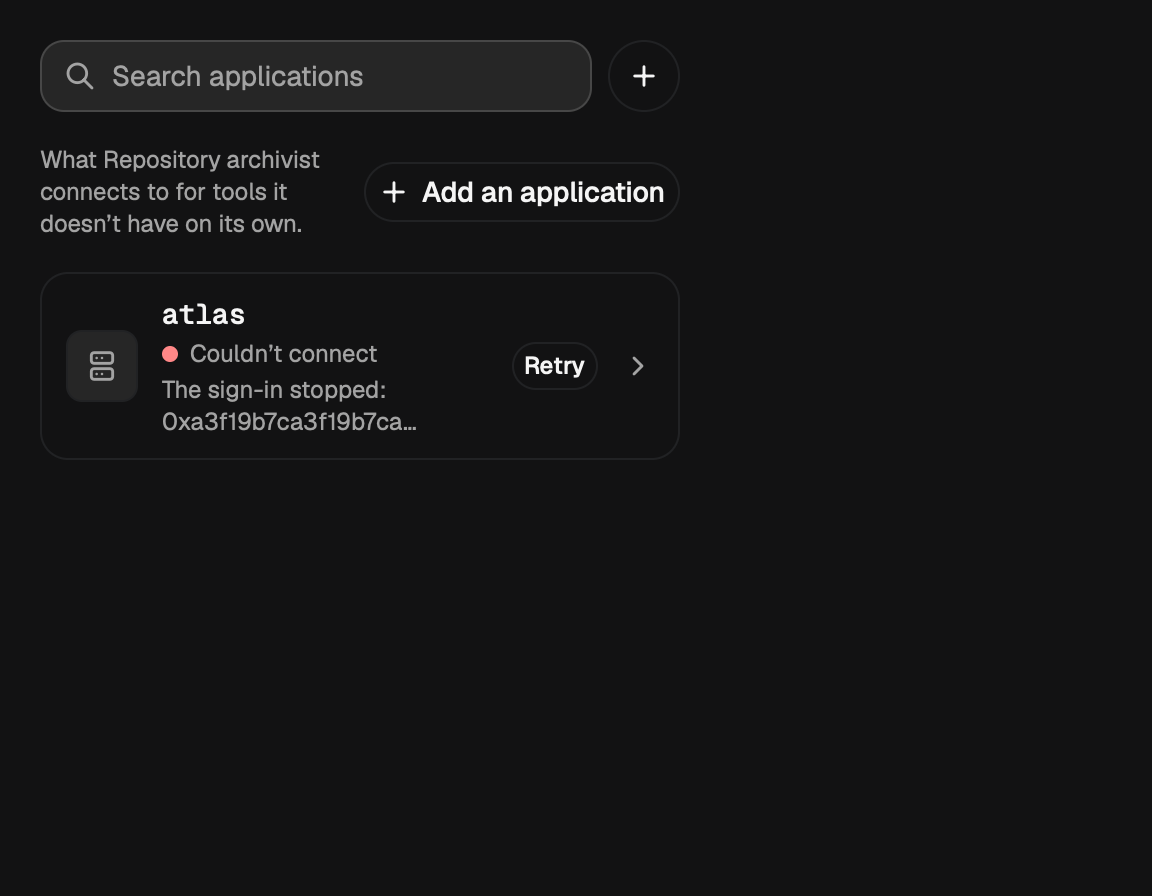 Search applications
What Repository archivist
connects to for tools it
doesn’t have on its own.
Add an application
atlas
Couldn’t connect
The sign-in stopped:
0xa3f19b7ca3f19b7ca…
Retry